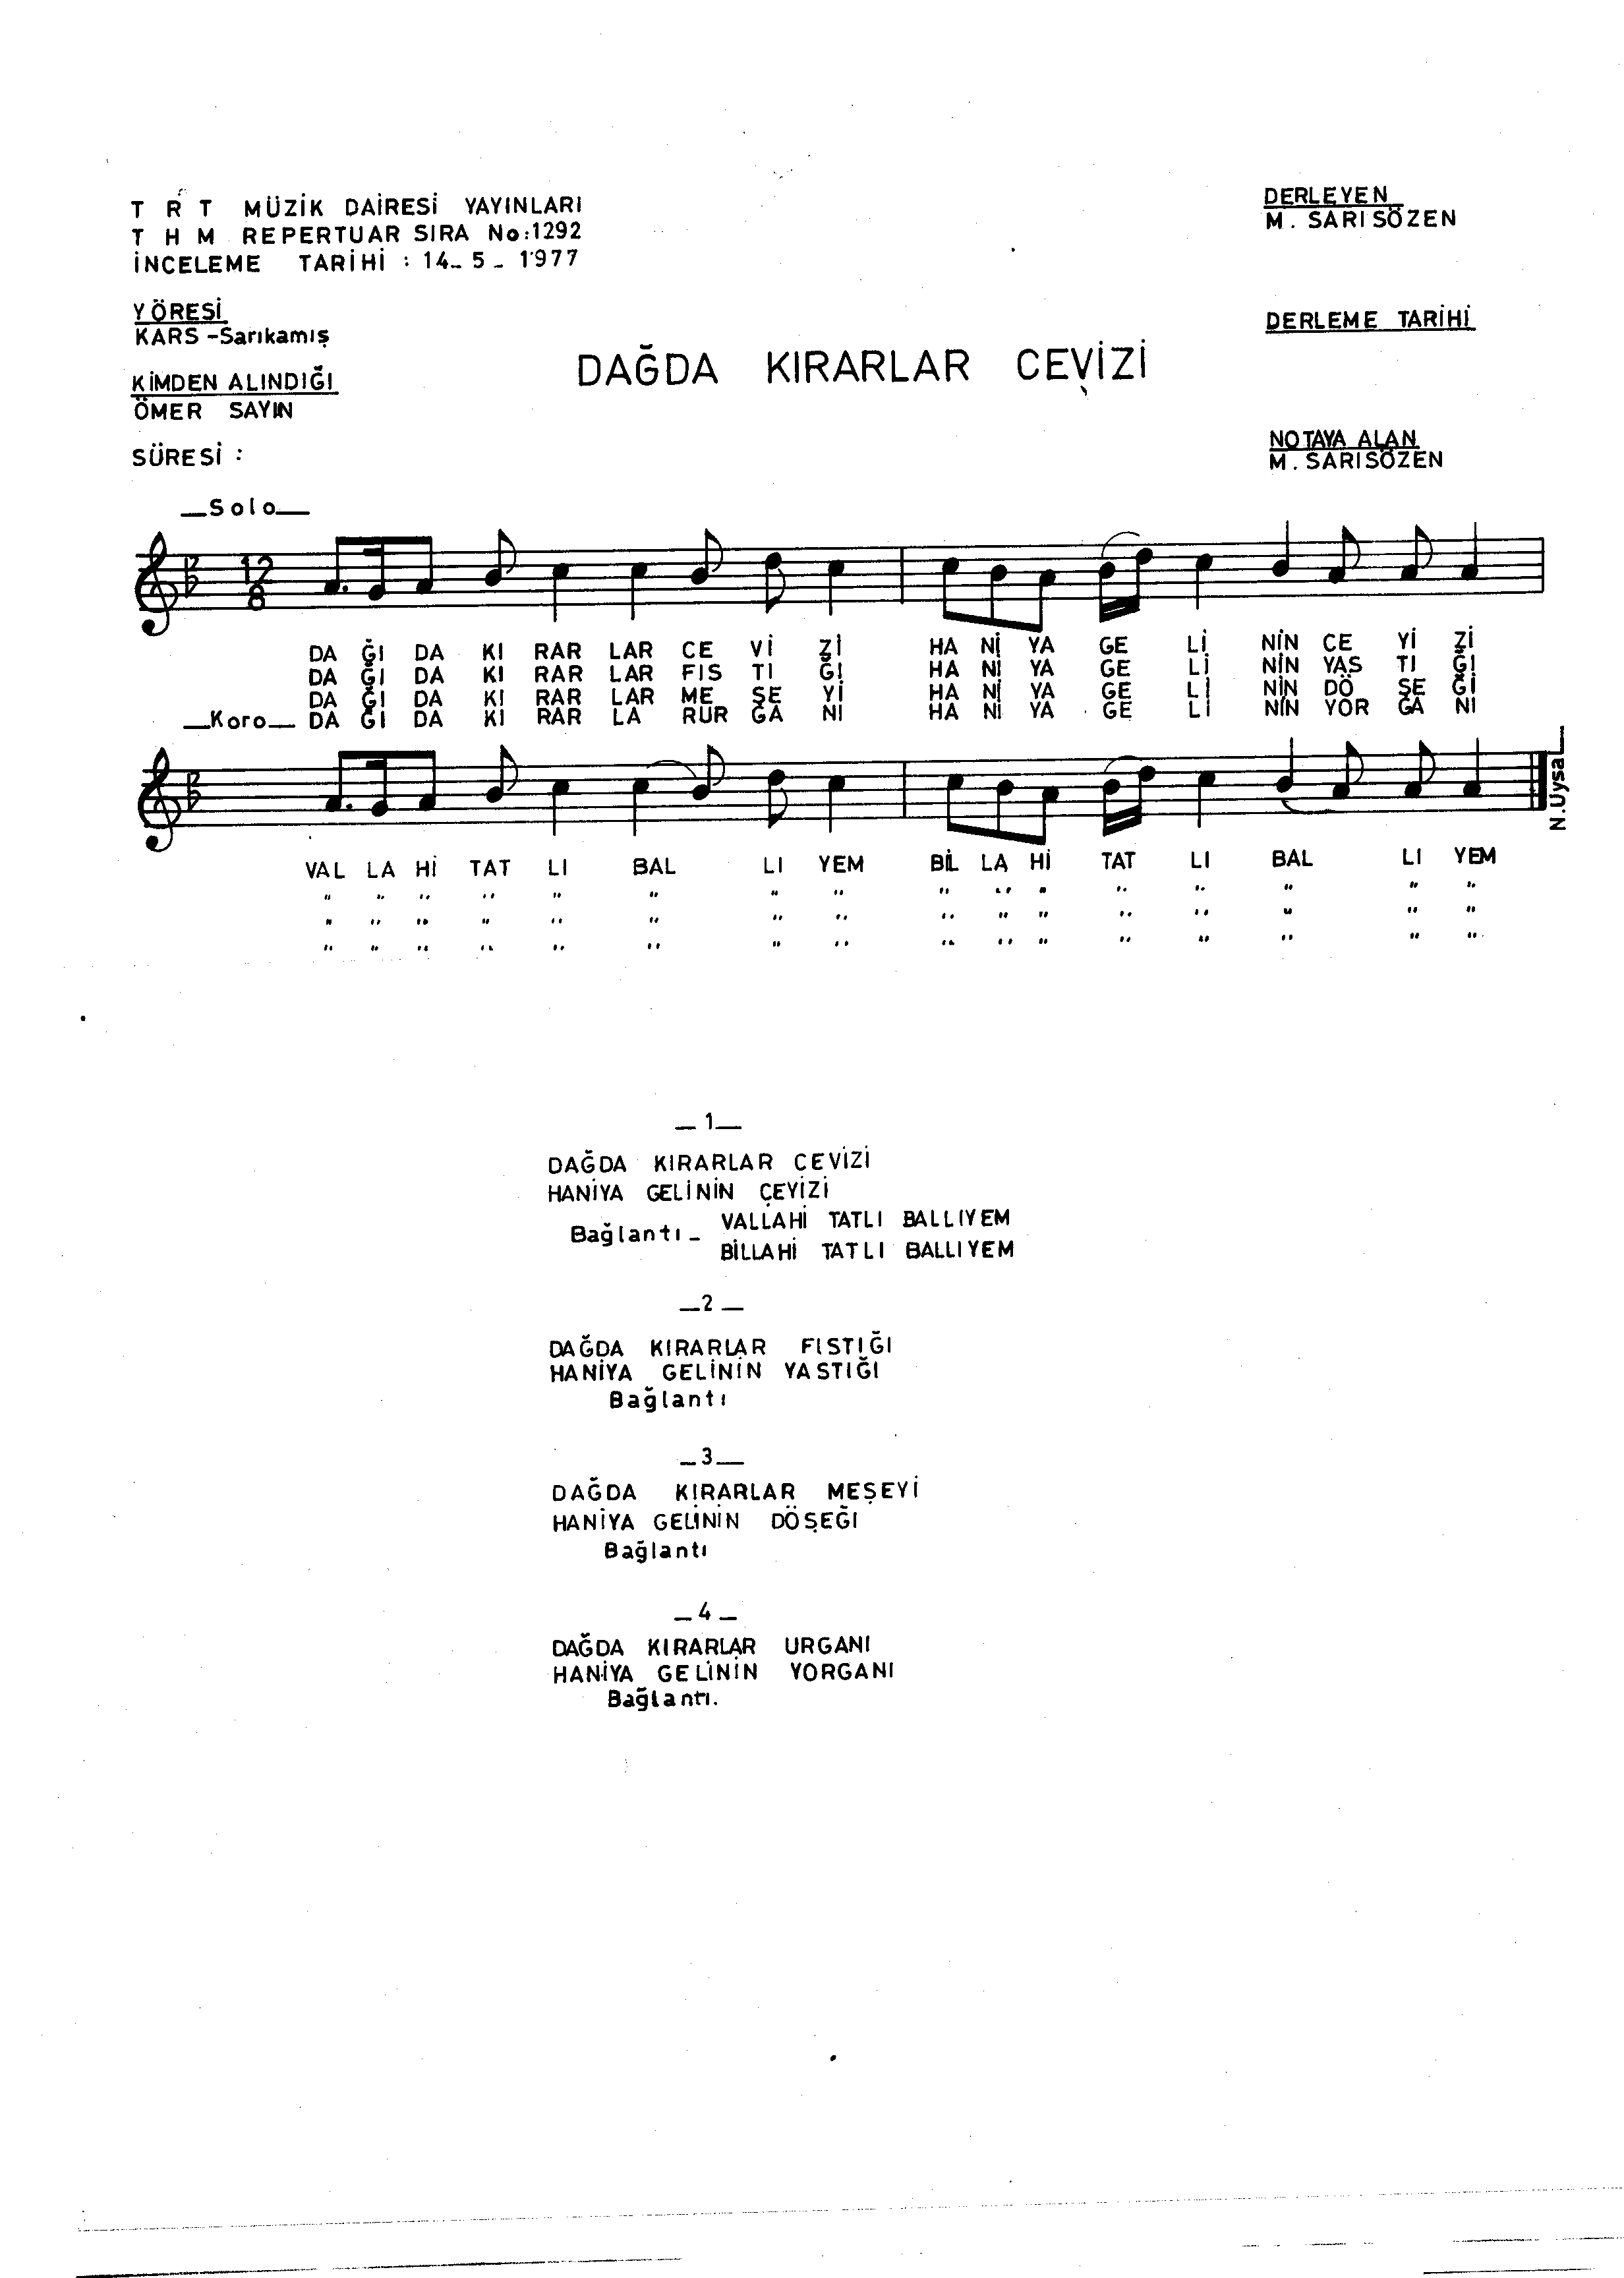 T R T MÜZİK DAİRESİ YAYINLARI
T H M REPERTUAR SIRA No:1292
İNCELEME TARİHİ : 14_ 5 _ 1977
DERLEYEN
M. SARISÖZEN
YÖRESİ
KARS -Sarıkamış
DERLEME TARİHİ
DAĞDA KIRARLAR CEVİZİ
KİMDEN ALINDIĞI
ÖMER SAYIN
NOTAYA ALAN
M. SARISÖZEN
SÜRESİ :
_Solo_
12
8
DA ĞI DA KI RAR LAR CE Vİ Zİ HA Nİ YA GE Lİ NİN CE Yİ Zİ
DA ĞI DA KI RAR LAR FIS TI ĞI HA Nİ YA GE Lİ NİN YAS TI ĞI
DA ĞI DA KI RAR LAR ME ŞE Yİ HA Nİ YA GE Lİ NİN DÖ ŞE Ğİ
_Koro_ DA ĞI DA KI RAR LA RUR GA NI HA Nİ YA GE Lİ NİN YOR GA NI
N.Uysal
VAL LA Hİ TAT LI BAL LI YEM BİL LA Hİ TAT LI BAL LI YEM
" " " " " " " " " " " " " " " "
" " " " " " " " " " " " " " " "
" " " " " " " " " " " " " " " "
_ 1_
DAĞDA KIRARLAR CEVİZİ
HANİYA GELİNİN ÇEYİZİ
Bağlantı _ VALLAHİ TATLI BALLIYEM
BİLLAHİ TATLI BALLIYEM
_2 _
DAĞDA KIRARLAR FISTIĞI
HANİYA GELİNİN YASTIĞI
Bağlantı
_3_
DAĞDA KIRARLAR MEŞEYİ
HANİYA GELİNİN DÖŞEĞİ
Bağlantı
_ 4 _
DAĞDA KIRARLAR URGANI
HANİYA GELİNİN YORGANI
Bağlantı.